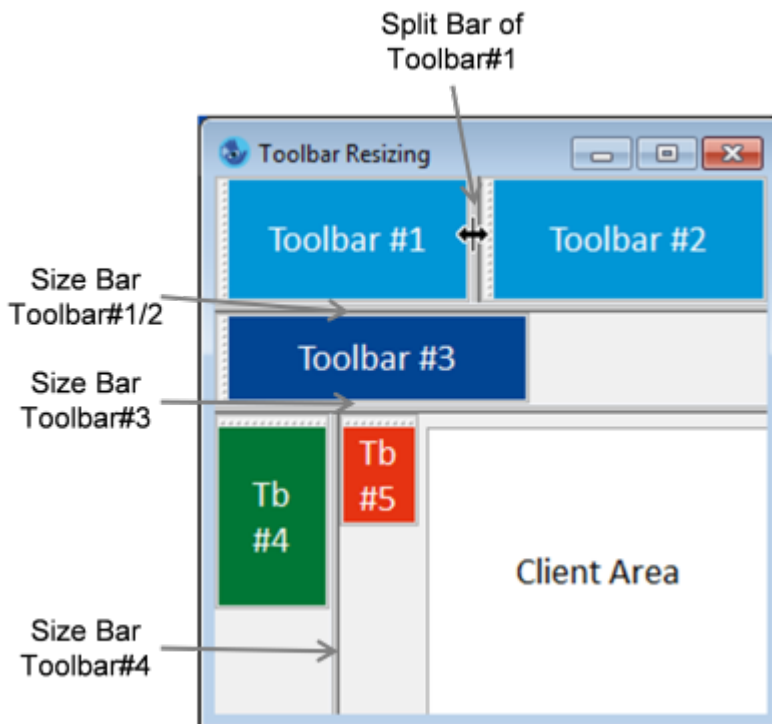 Split Bar of
Toolbar#1
Toolbar Resizing
Toolbar #1
Toolbar #2
Size Bar
Toolbar#1/2
Toolbar #3
Size Bar
Toolbar#3
Tb
#4
Tb
#5
Client Area
Size Bar
Toolbar#4